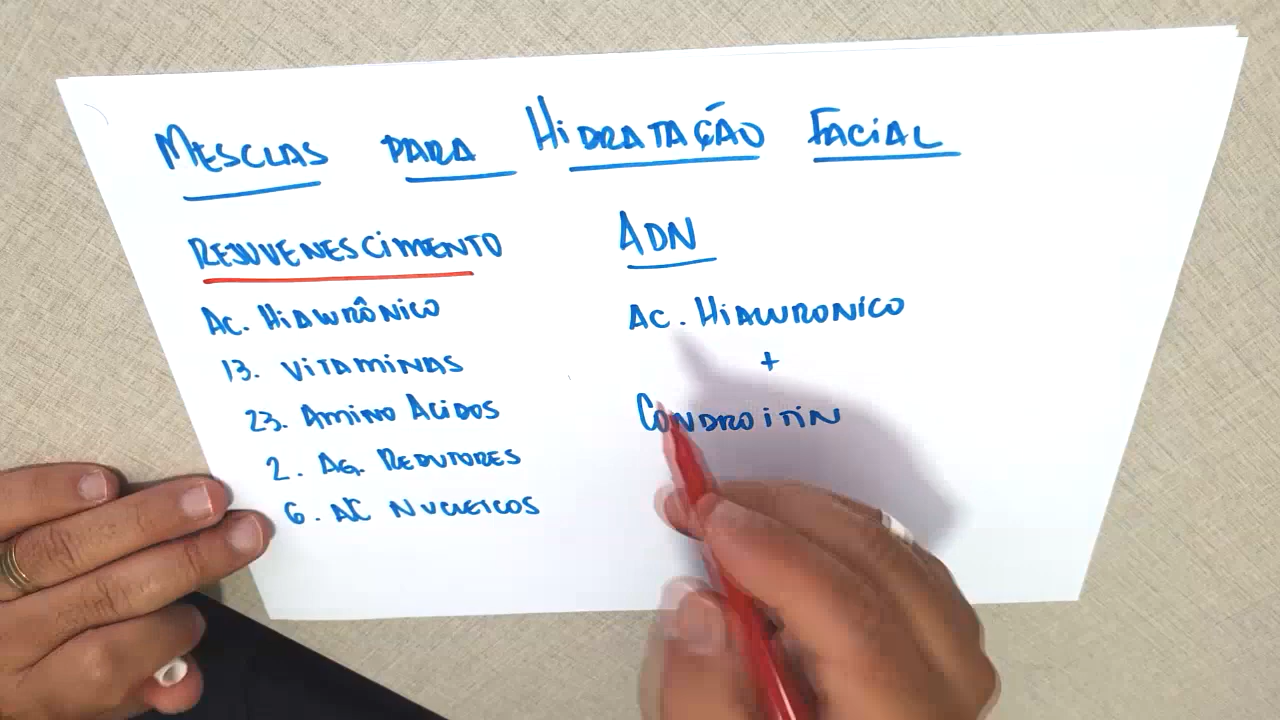 MESCLAS PARA HIDRATAÇÃO FACIAL
REJUVENESCIMENTO
AC. HIALURÔNICO
13. VITAMINAS
23. AMINO ACIDOS
2. AG. REDUTORES
6. AC NUCLEICOS
ADN
AC. HIALURONICO
+
CONDROITIN